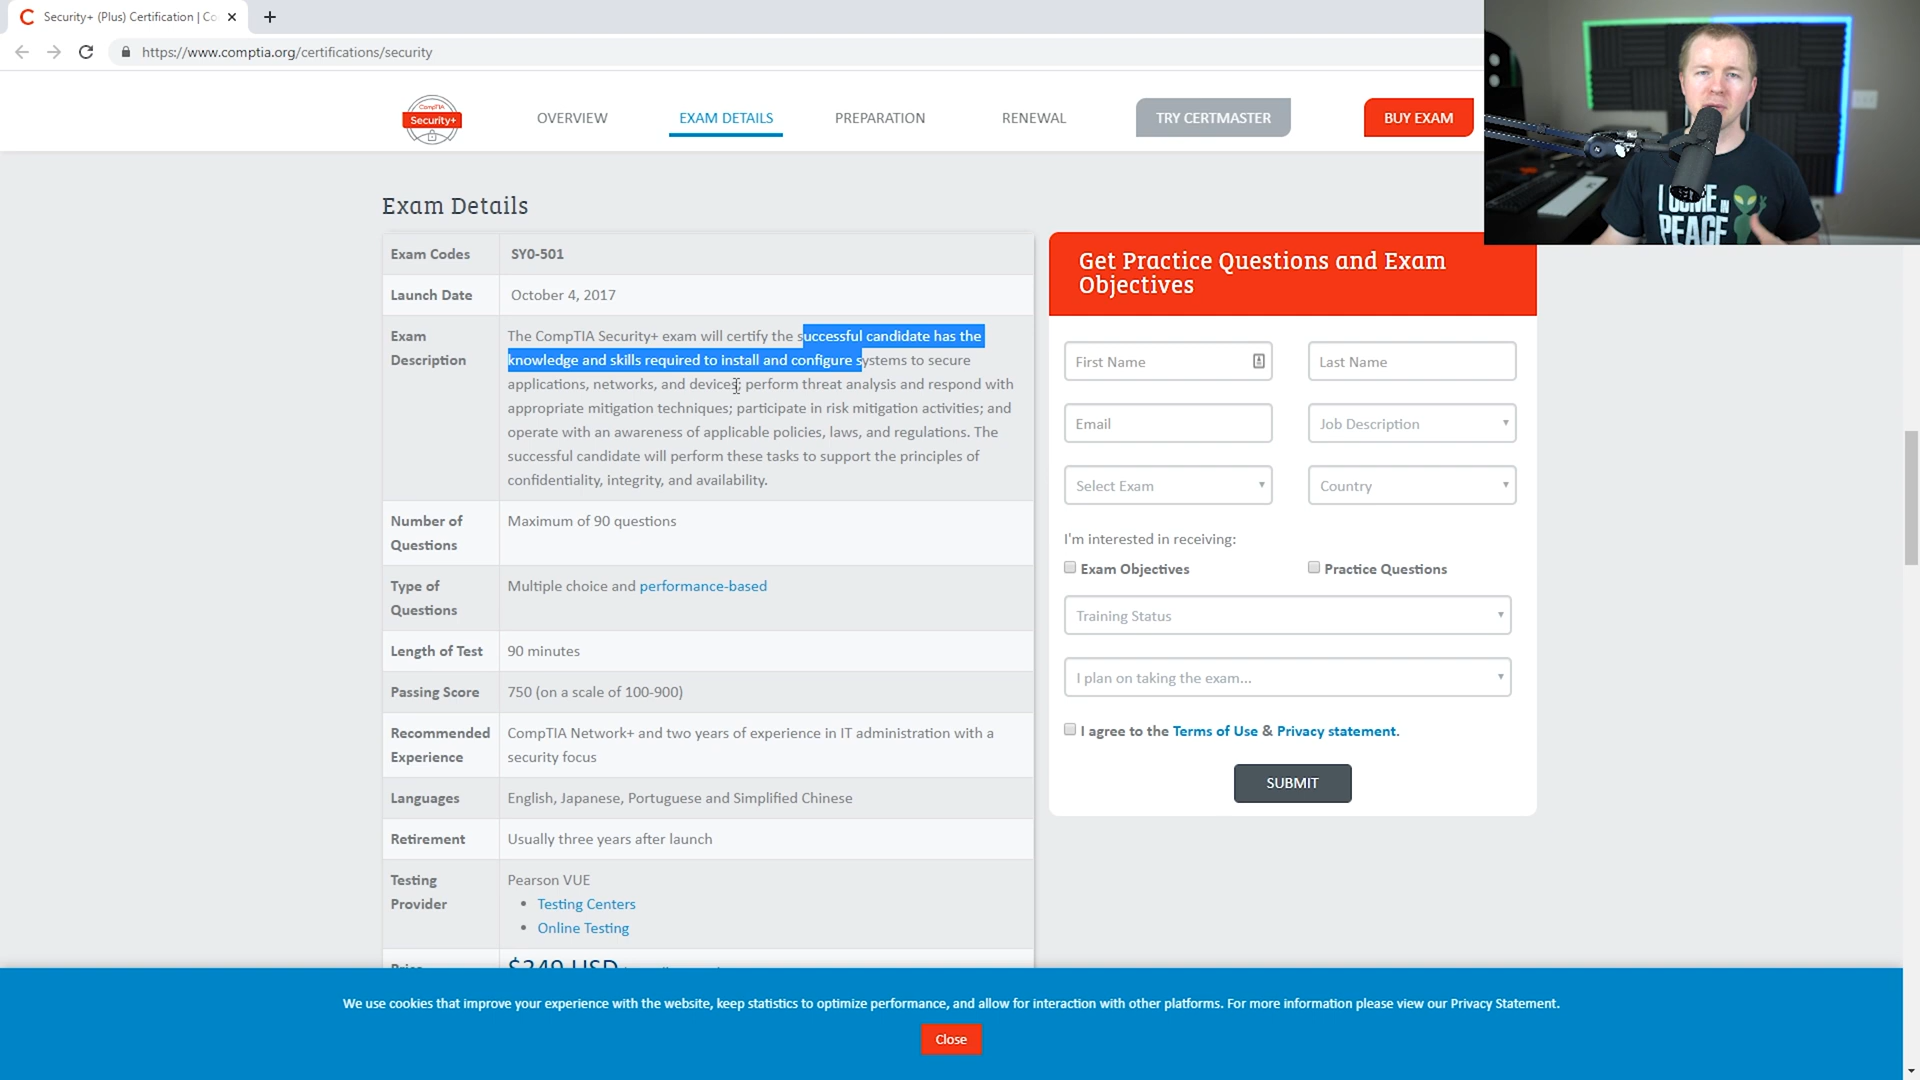 Security+ (Plus) Certification | Co
https://www.comptia.org/certifications/security
CompTIA
Security+
OVERVIEW
EXAM DETAILS
PREPARATION
RENEWAL
TRY CERTMASTER
BUY EXAM
I COME IN
PEACE
Exam Details
Exam Codes
SY0-501
Launch Date
October 4, 2017
Exam
Description
The CompTIA Security+ exam will certify the successful candidate has the
knowledge and skills required to install and configure systems to secure
applications, networks, and devices; perform threat analysis and respond with
appropriate mitigation techniques; participate in risk mitigation activities; and
operate with an awareness of applicable policies, laws, and regulations. The
successful candidate will perform these tasks to support the principles of
confidentiality, integrity, and availability.
Number of
Questions
Maximum of 90 questions
Type of
Questions
Multiple choice and performance-based
Length of Test
90 minutes
Passing Score
750 (on a scale of 100-900)
Recommended
Experience
CompTIA Network+ and two years of experience in IT administration with a
security focus
Languages
English, Japanese, Portuguese and Simplified Chinese
Retirement
Usually three years after launch
Testing
Provider
Pearson VUE
• Testing Centers
• Online Testing
Price
$349 USD
Get Practice Questions and Exam
Objectives
First Name
Last Name
Email
Job Description
Select Exam
Country
I'm interested in receiving:
Exam Objectives
Practice Questions
Training Status
I plan on taking the exam...
I agree to the Terms of Use & Privacy statement.
SUBMIT
We use cookies that improve your experience with the website, keep statistics to optimize performance, and allow for interaction with other platforms. For more information please view our Privacy Statement.
Close